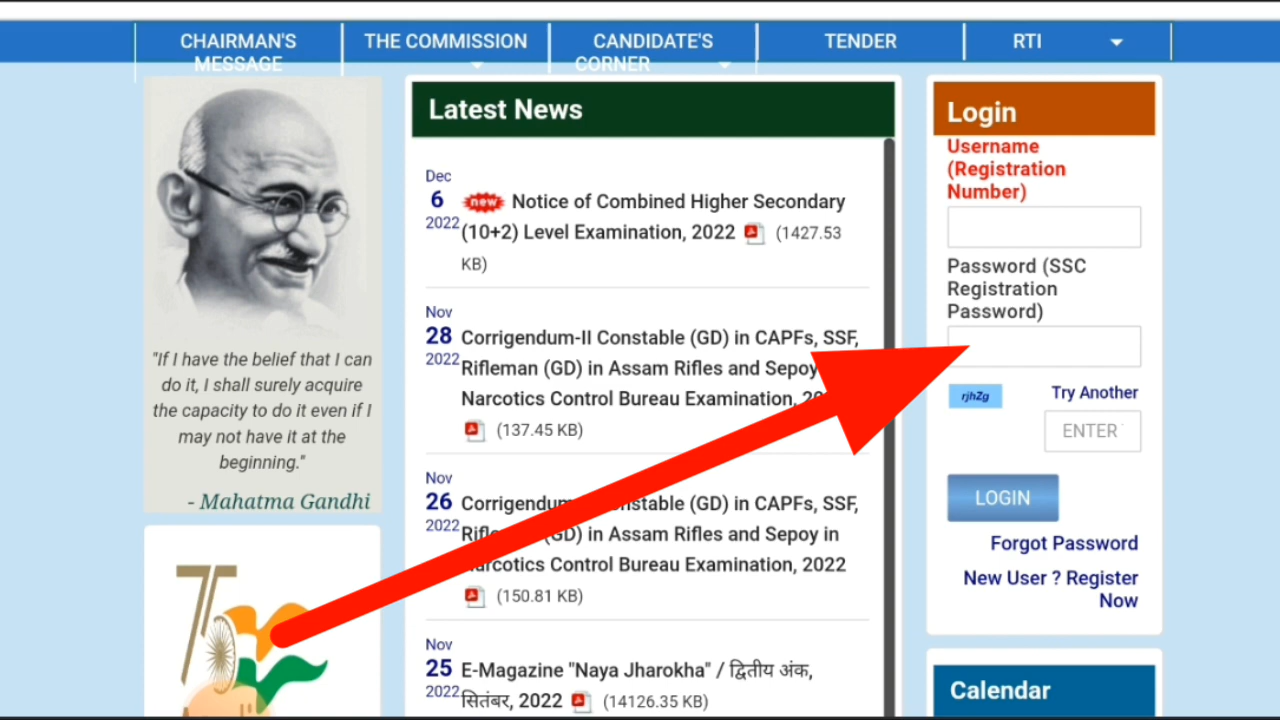 CHAIRMAN'S
MESSAGE
THE COMMISSION
CANDIDATE'S
CORNER
TENDER
RTI
"If I have the belief that I can
do it, I shall surely acquire
the capacity to do it even if I
may not have it at the
beginning."
- Mahatma Gandhi
75
Latest News
Dec
6
2022
new Notice of Combined Higher Secondary
(10+2) Level Examination, 2022 (1427.53
KB)
Nov
28
2022
Corrigendum-II Constable (GD) in CAPFs, SSF,
Rifleman (GD) in Assam Rifles and Sepoy
Narcotics Control Bureau Examination,
(137.45 KB)
Nov
26
2022
(GD) in CAPFs, SSF,
(GD) in Assam Rifles and Sepoy in
Control Bureau Examination, 2022
(150.81 KB)
Nov
25
2022
E-Magazine "Naya Jharokha" / द्वितीय अंक,
सितंबर, 2022 (14126.35 KB)
Login
Username
(Registration
Number)
Password (SSC
Registration
Password)
rjhZg
Try Another
ENTER
LOGIN
Forgot Password
New User ? Register
Now
Calendar